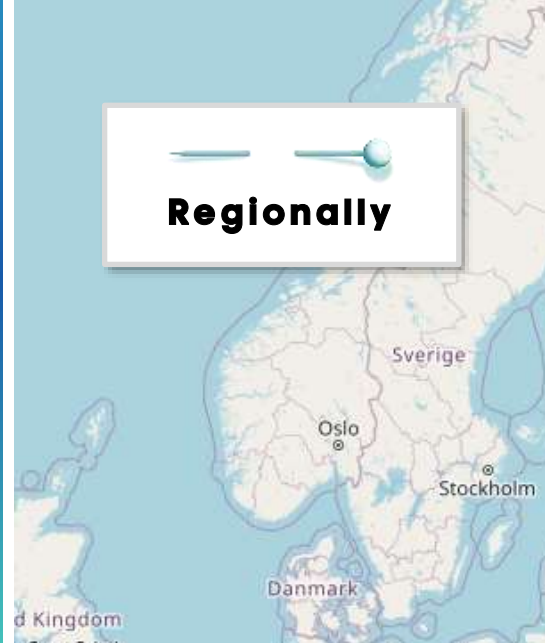 Regionally
Sverige
Oslo
Stockholm
Danmark
d Kingdom